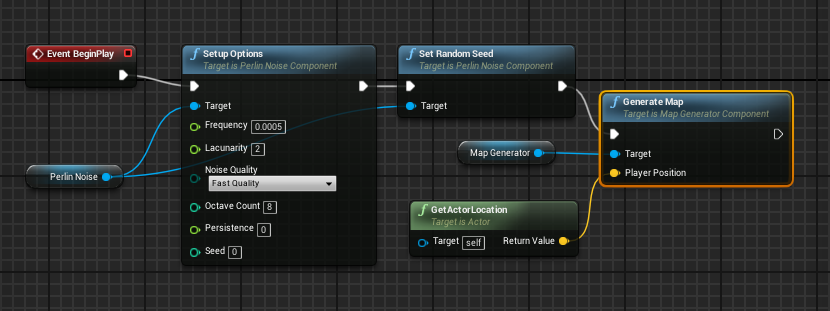 Event BeginPlay
Setup Options
Target is Perlin Noise Component
Target
Frequency 0.0005
Lacunarity 2
Noise Quality
Fast Quality
Octave Count 8
Persistence 0
Seed 0
Perlin Noise
Set Random Seed
Target is Perlin Noise Component
Target
Map Generator
GetActorLocation
Target is Actor
Target self Return Value
Generate Map
Target is Map Generator Component
Target
Player Position